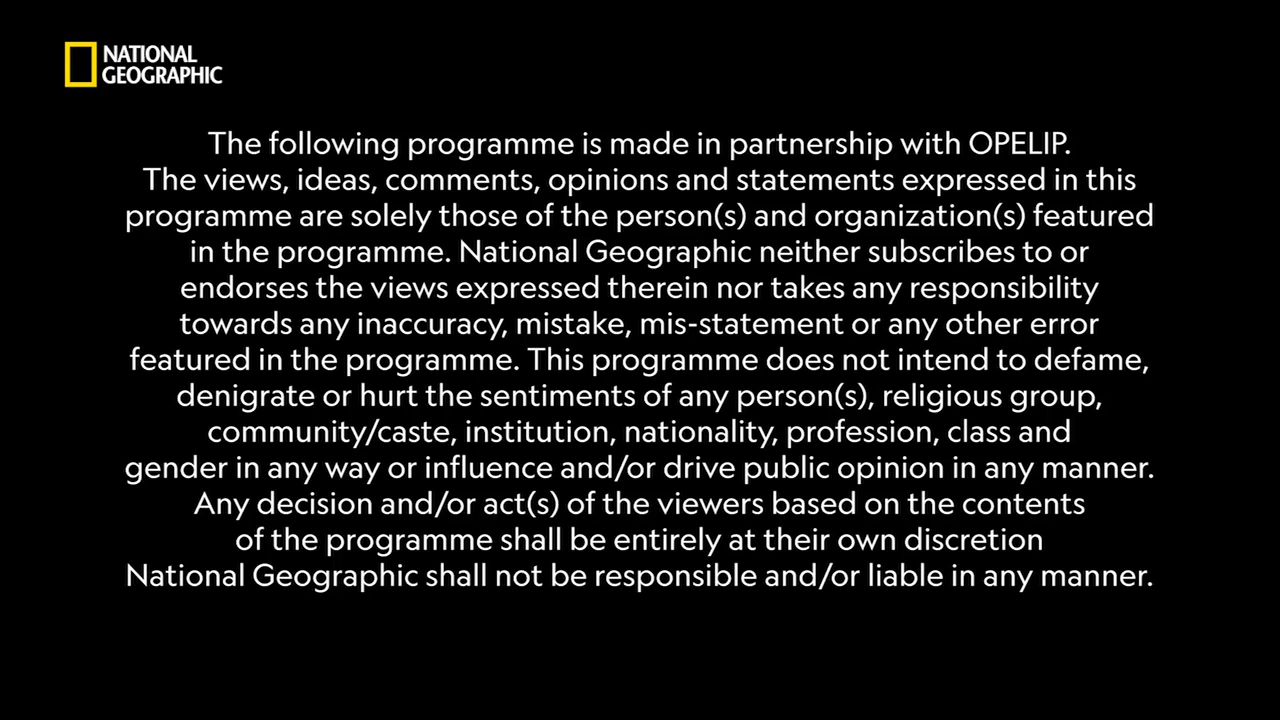 NATIONAL
GEOGRAPHIC
The following programme is made in partnership with OPELIP.
The views, ideas, comments, opinions and statements expressed in this
programme are solely those of the person(s) and organization(s) featured
in the programme. National Geographic neither subscribes to or
endorses the views expressed therein nor takes any responsibility
towards any inaccuracy, mistake, mis-statement or any other error
featured in the programme. This programme does not intend to defame,
denigrate or hurt the sentiments of any person(s), religious group,
community/caste, institution, nationality, profession, class and
gender in any way or influence and/or drive public opinion in any manner.
Any decision and/or act(s) of the viewers based on the contents
of the programme shall be entirely at their own discretion
National Geographic shall not be responsible and/or liable in any manner.